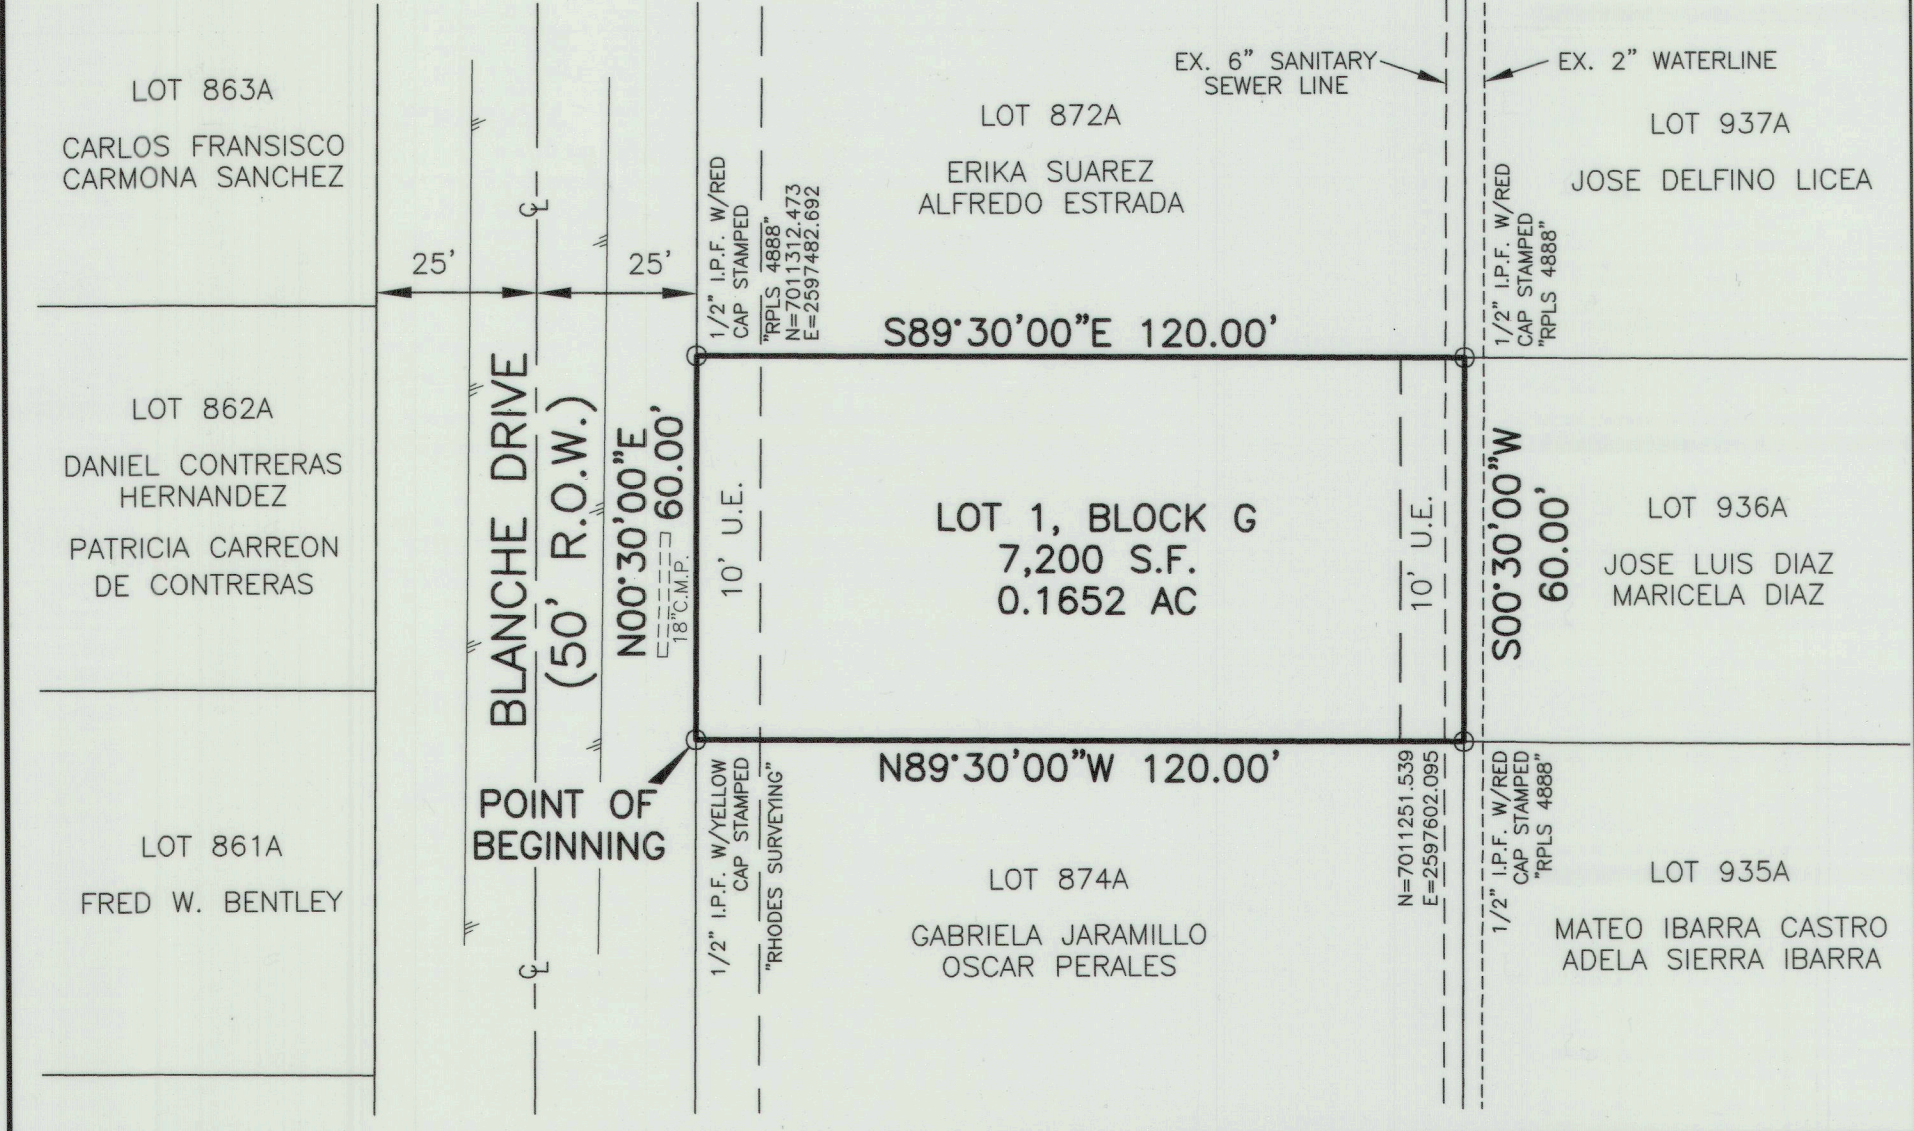 LOT 863A
CARLOS FRANSISCO
CARMONA SANCHEZ
LOT 862A
DANIEL CONTRERAS
HERNANDEZ
PATRICIA CARREON
DE CONTRERAS
LOT 861A
FRED W. BENTLEY
25'
25'
℄
℄
BLANCHE DRIVE
(50' R.O.W.)
EX. 6" SANITARY
SEWER LINE
EX. 2" WATERLINE
LOT 872A
ERIKA SUAREZ
ALFREDO ESTRADA
LOT 937A
JOSE DELFINO LICEA
1/2" I.P.F. W/RED
CAP STAMPED
"RPLS 4888"
N=7011312.473
E=2597482.692
1/2" I.P.F. W/RED
CAP STAMPED
"RPLS 4888"
S89°30'00"E 120.00'
N00°30'00"E
60.00'
18"C.M.P.
10' U.E.
LOT 1, BLOCK G
7,200 S.F.
0.1652 AC
10' U.E.
S00°30'00"W
60.00'
LOT 936A
JOSE LUIS DIAZ
MARICELA DIAZ
N89°30'00"W 120.00'
POINT OF
BEGINNING
1/2" I.P.F. W/YELLOW
CAP STAMPED
"RHODES SURVEYING"
LOT 874A
GABRIELA JARAMILLO
OSCAR PERALES
N=7011251.539
E=2597602.095
1/2" I.P.F. W/RED
CAP STAMPED
"RPLS 4888"
LOT 935A
MATEO IBARRA CASTRO
ADELA SIERRA IBARRA